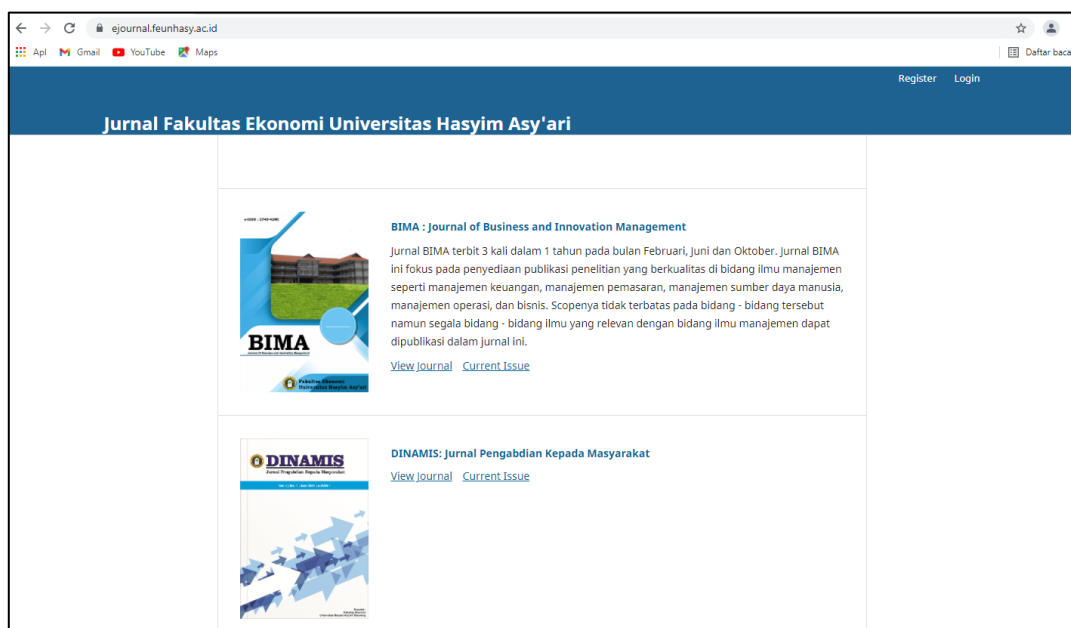 ejournal.feunhasy.ac.id
Apl Gmail YouTube Maps Daftar baca
Register Login
Jurnal Fakultas Ekonomi Universitas Hasyim Asy'ari
BIMA : Journal of Business and Innovation Management
Jurnal BIMA terbit 3 kali dalam 1 tahun pada bulan Februari, Juni dan Oktober. Jurnal BIMA
ini fokus pada penyediaan publikasi penelitian yang berkualitas di bidang ilmu manajemen
seperti manajemen keuangan, manajemen pemasaran, manajemen sumber daya manusia,
manajemen operasi, dan bisnis. Scopenya tidak terbatas pada bidang - bidang tersebut
namun segala bidang - bidang ilmu yang relevan dengan bidang ilmu manajemen dapat
dipublikasi dalam jurnal ini.
View Journal Current Issue
BIMA
Fakultas Ekonomi
Universitas Hasyim Asy'ari
DINAMIS: Jurnal Pengabdian Kepada Masyarakat
View Journal Current Issue
DINAMIS
Jurnal Pengabdian Kepada Masyarakat